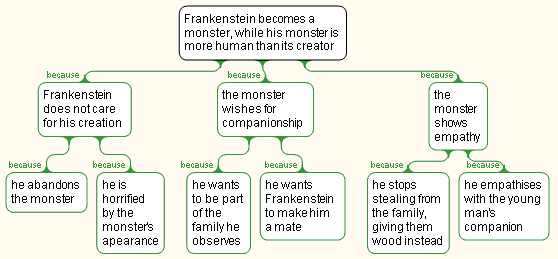 Frankenstein becomes a
monster, while his monster is
more human than its creator
because
because
because
Frankenstein
does not care
for his creation
the monster
wishes for
companionship
the
monster
shows
empathy
because
because
because
because
because
because
he abandons
the monster
he is
horrified
by the
monster's
apearance
he wants
to be part
of the
family he
observes
he wants
Frankenstein
to make him
a mate
he stops
stealing from
the family,
giving them
wood instead
he empathises
with the young
man's
companion